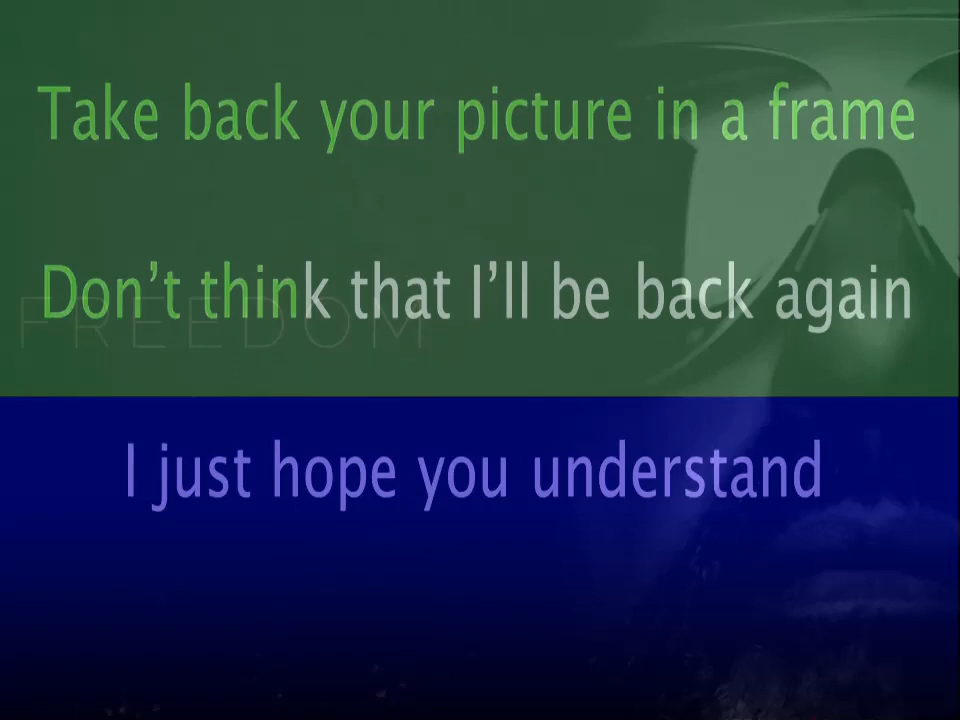 Take back your picture in a frame
Don't think that I'll be back again
FREEDOM
I just hope you understand